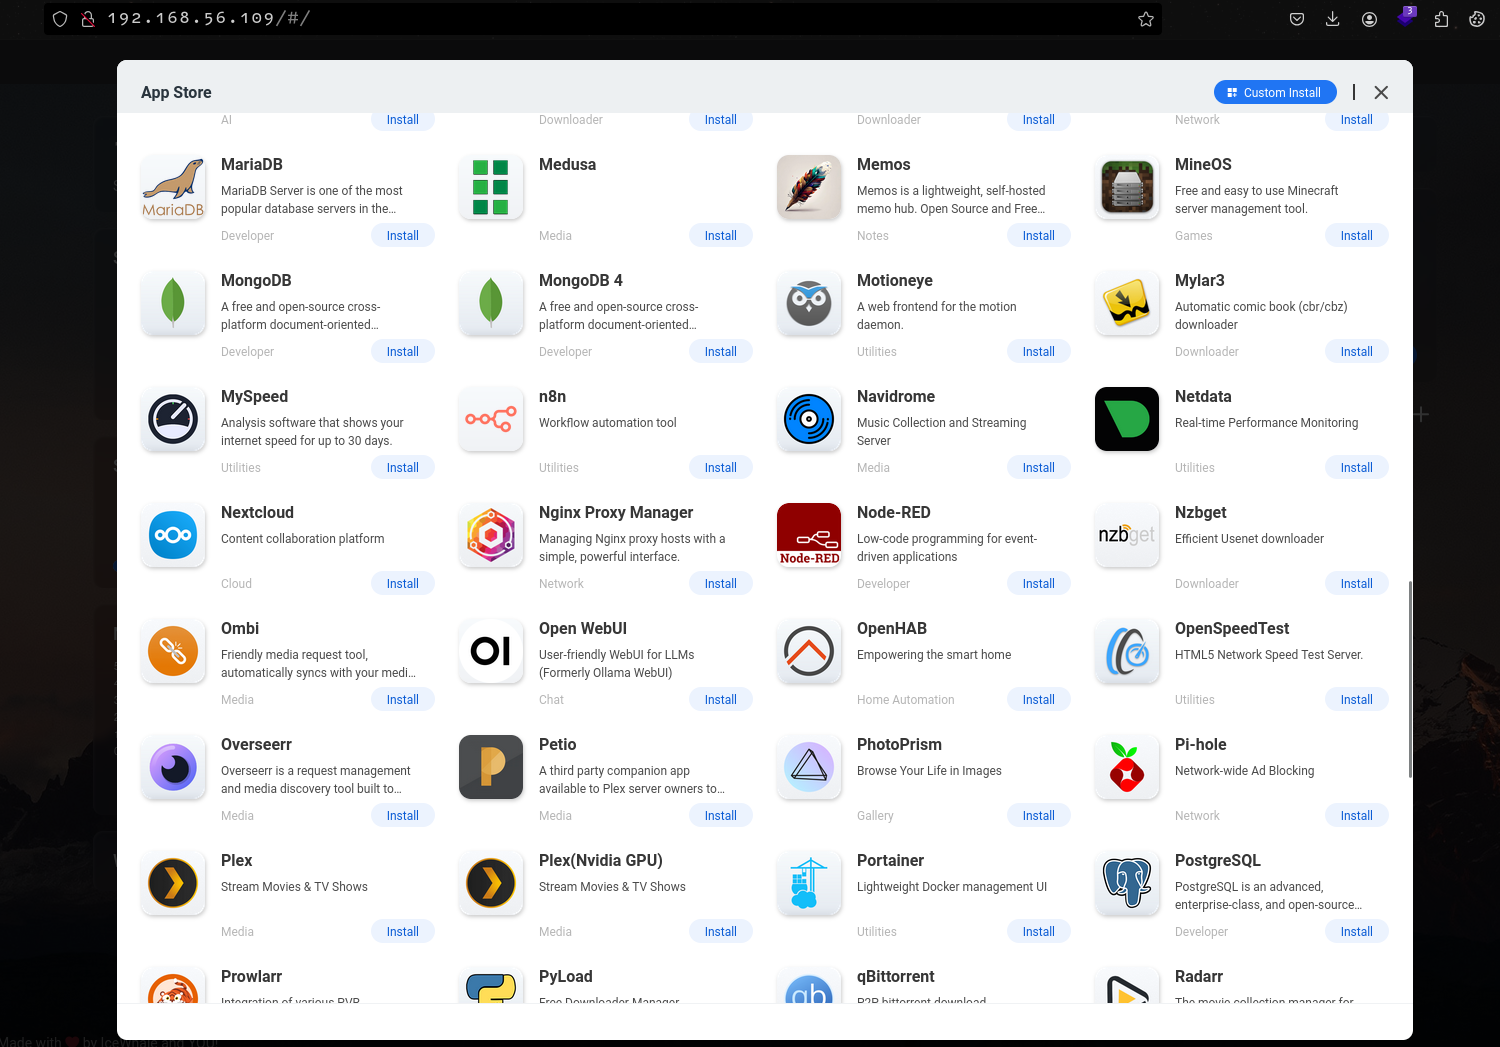 192.168.56.109/#/
3
App Store
Custom Install
AI
Install
Downloader
Install
Downloader
Install
Network
Install
MariaDB
MariaDB
MariaDB Server is one of the most
popular database servers in the…
Developer
Install
Medusa
Media
Install
Memos
Memos is a lightweight, self-hosted
memo hub. Open Source and Free…
Notes
Install
MineOS
Free and easy to use Minecraft
server management tool.
Games
Install
MongoDB
A free and open-source cross-
platform document-oriented…
Developer
Install
MongoDB 4
A free and open-source cross-
platform document-oriented…
Developer
Install
Motioneye
A web frontend for the motion
daemon.
Utilities
Install
Mylar3
Automatic comic book (cbr/cbz)
downloader
Downloader
Install
MySpeed
Analysis software that shows your
internet speed for up to 30 days.
Utilities
Install
n8n
Workflow automation tool
Utilities
Install
Navidrome
Music Collection and Streaming
Server
Media
Install
Netdata
Real-time Performance Monitoring
Utilities
Install
Nextcloud
Content collaboration platform
Cloud
Install
Nginx Proxy Manager
Managing Nginx proxy hosts with a
simple, powerful interface.
Network
Install
Node-RED
Node-RED
Low-code programming for event-
driven applications
Developer
Install
nzbget
Nzbget
Efficient Usenet downloader
Downloader
Install
Ombi
Friendly media request tool,
automatically syncs with your medi…
Media
Install
OI
Open WebUI
User-friendly WebUI for LLMs
(Formerly Ollama WebUI)
Chat
Install
OpenHAB
Empowering the smart home
Home Automation
Install
OpenSpeedTest
HTML5 Network Speed Test Server.
Utilities
Install
Overseerr
Overseerr is a request management
and media discovery tool built to…
Media
Install
Petio
A third party companion app
available to Plex server owners to…
Media
Install
PhotoPrism
Browse Your Life in Images
Gallery
Install
Pi-hole
Network-wide Ad Blocking
Network
Install
Plex
Stream Movies & TV Shows
Media
Install
Plex(Nvidia GPU)
Stream Movies & TV Shows
Media
Install
Portainer
Lightweight Docker management UI
Utilities
Install
PostgreSQL
PostgreSQL is an advanced,
enterprise-class, and open-source…
Developer
Install
Prowlarr
Integration of various PVR
PyLoad
Free Downloader Manager
qb
qBittorrent
P2P bittorrent download
Radarr
The movie collection manager for
Made with ❤️ by IceWhale and YOU!